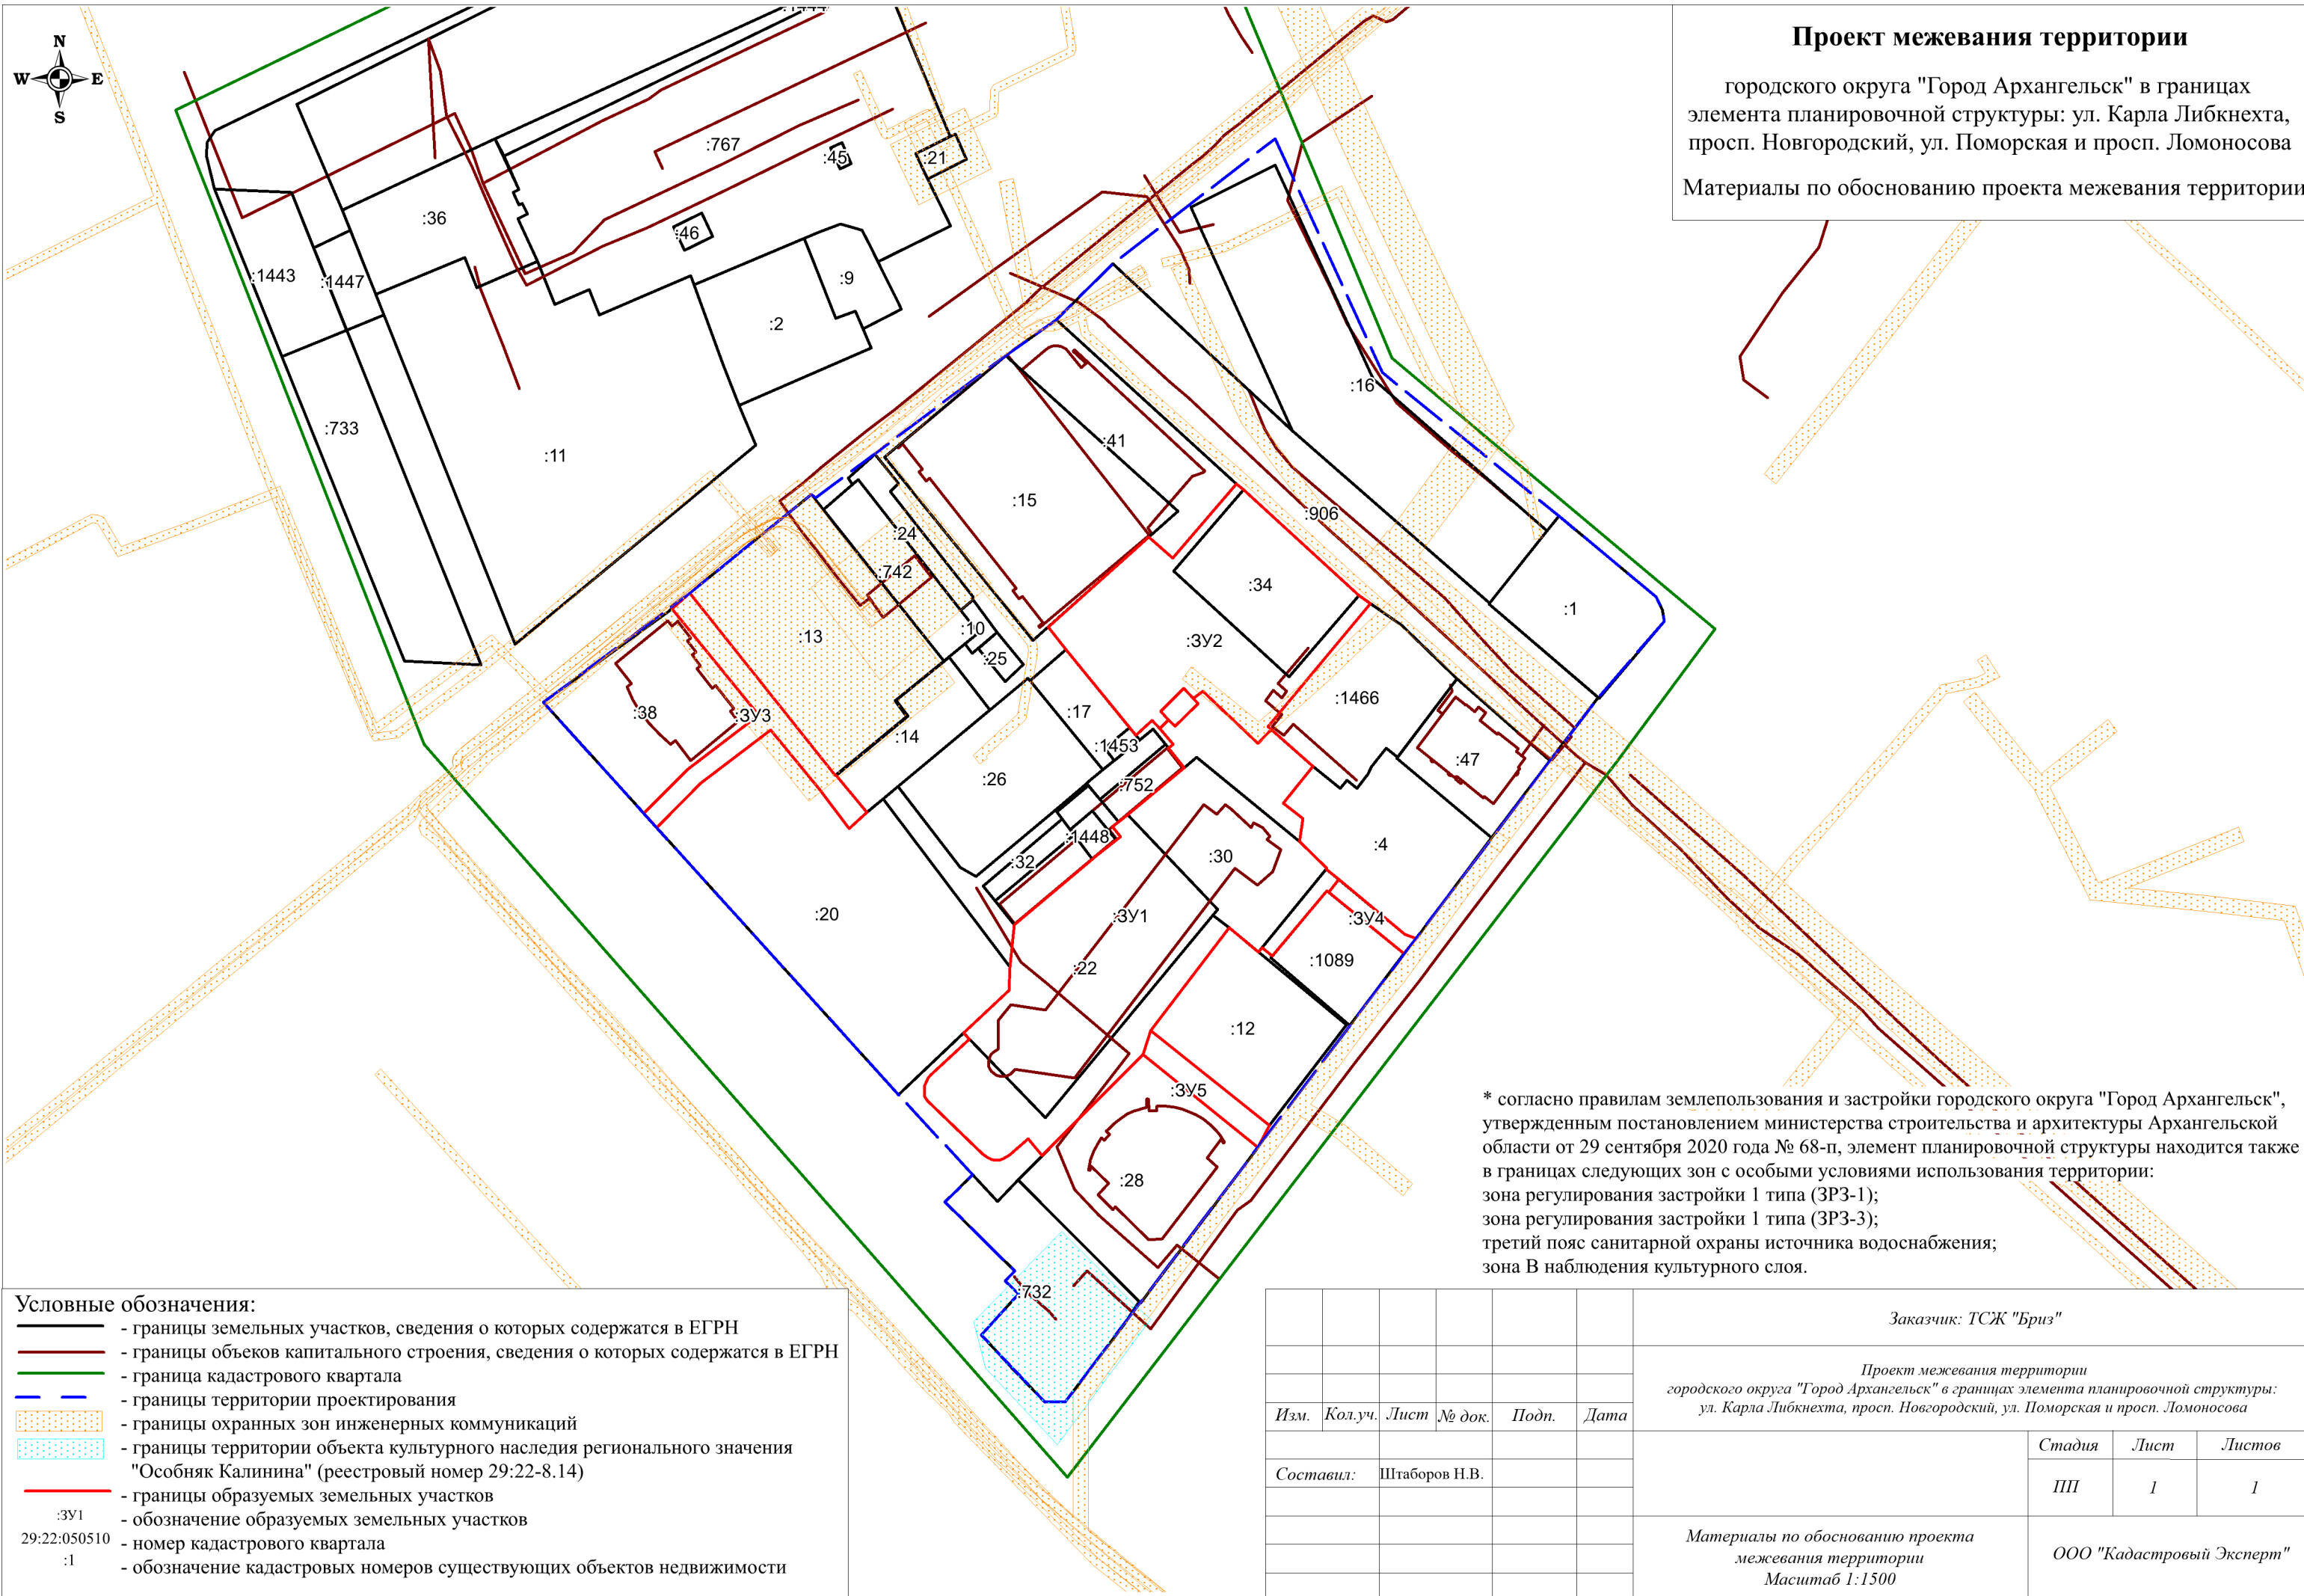 Проект межевания территории
городского округа "Город Архангельск" в границах
элемента планировочной структуры: ул. Карла Либкнехта,
просп. Новгородский, ул. Поморская и просп. Ломоносова
Материалы по обоснованию проекта межевания территории
N
W E
S
:1444
:767
:45
:21
:36
:46
:1443
:1447
:9
:2
:733
:11
:16
:41
:15
:906
:24
:742
:34
:1
:13
:10
:25
:ЗУ2
:38
:ЗУ3
:14
:17
:1466
:1453
:47
:26
:752
:1448
:32
:30
:4
:20
:ЗУ1
:ЗУ4
:22
:1089
:12
:ЗУ5
:28
:732
* согласно правилам землепользования и застройки городского округа "Город Архангельск",
утвержденным постановлением министерства строительства и архитектуры Архангельской
области от 29 сентября 2020 года № 68-п, элемент планировочной структуры находится также
в границах следующих зон с особыми условиями использования территории:
зона регулирования застройки 1 типа (ЗРЗ-1);
зона регулирования застройки 1 типа (ЗРЗ-3);
третий пояс санитарной охраны источника водоснабжения;
зона В наблюдения культурного слоя.
Условные обозначения:
- границы земельных участков, сведения о которых содержатся в ЕГРН
- границы объеков капитального строения, сведения о которых содержатся в ЕГРН
- граница кадастрового квартала
- границы территории проектирования
- границы охранных зон инженерных коммуникаций
- границы территории объекта культурного наследия регионального значения
"Особняк Калинина" (реестровый номер 29:22-8.14)
- границы образуемых земельных участков
:ЗУ1 - обозначение образуемых земельных участков
29:22:050510 - номер кадастрового квартала
:1 - обозначение кадастровых номеров существующих объектов недвижимости
Заказчик: ТСЖ "Бриз"
Проект межевания территории
городского округа "Город Архангельск" в границах элемента планировочной структуры:
ул. Карла Либкнехта, просп. Новгородский, ул. Поморская и просп. Ломоносова
Изм. Кол.уч. Лист № док. Подп. Дата
Стадия Лист Листов
Составил: Штаборов Н.В.
ПП 1 1
Материалы по обоснованию проекта
межевания территории
Масштаб 1:1500
ООО "Кадастровый Эксперт"